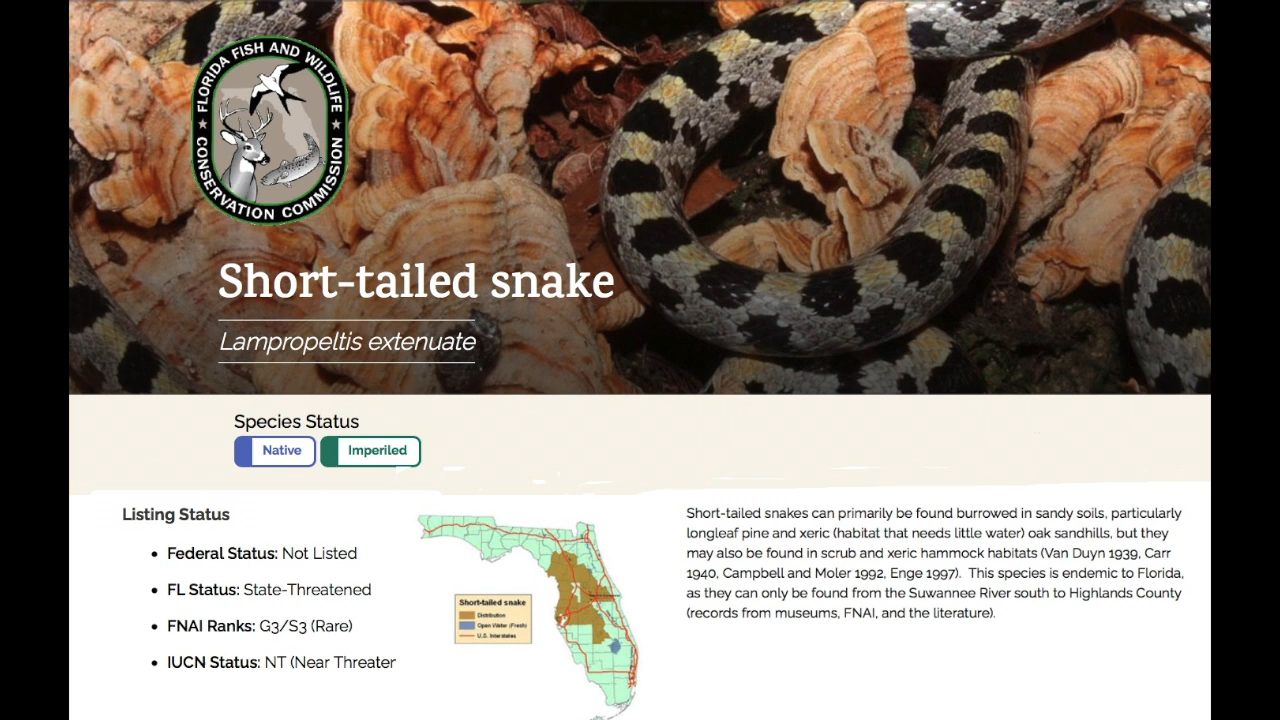 FLORIDA FISH AND WILDLIFE
CONSERVATION COMMISSION
Short-tailed snake
Lampropeltis extenuate
Species Status
Native
Imperiled
Listing Status
Federal Status: Not Listed
FL Status: State-Threatened
FNAI Ranks: G3/S3 (Rare)
IUCN Status: NT (Near Threater
Short-tailed snake
Distribution
Open Water (Fresh)
U.S. Interstates
Short-tailed snakes can primarily be found burrowed in sandy soils, particularly
longleaf pine and xeric (habitat that needs little water) oak sandhills, but they
may also be found in scrub and xeric hammock habitats (Van Duyn 1939, Carr
1940, Campbell and Moler 1992, Enge 1997).  This species is endemic to Florida,
as they can only be found from the Suwannee River south to Highlands County
(records from museums, FNAI, and the literature).